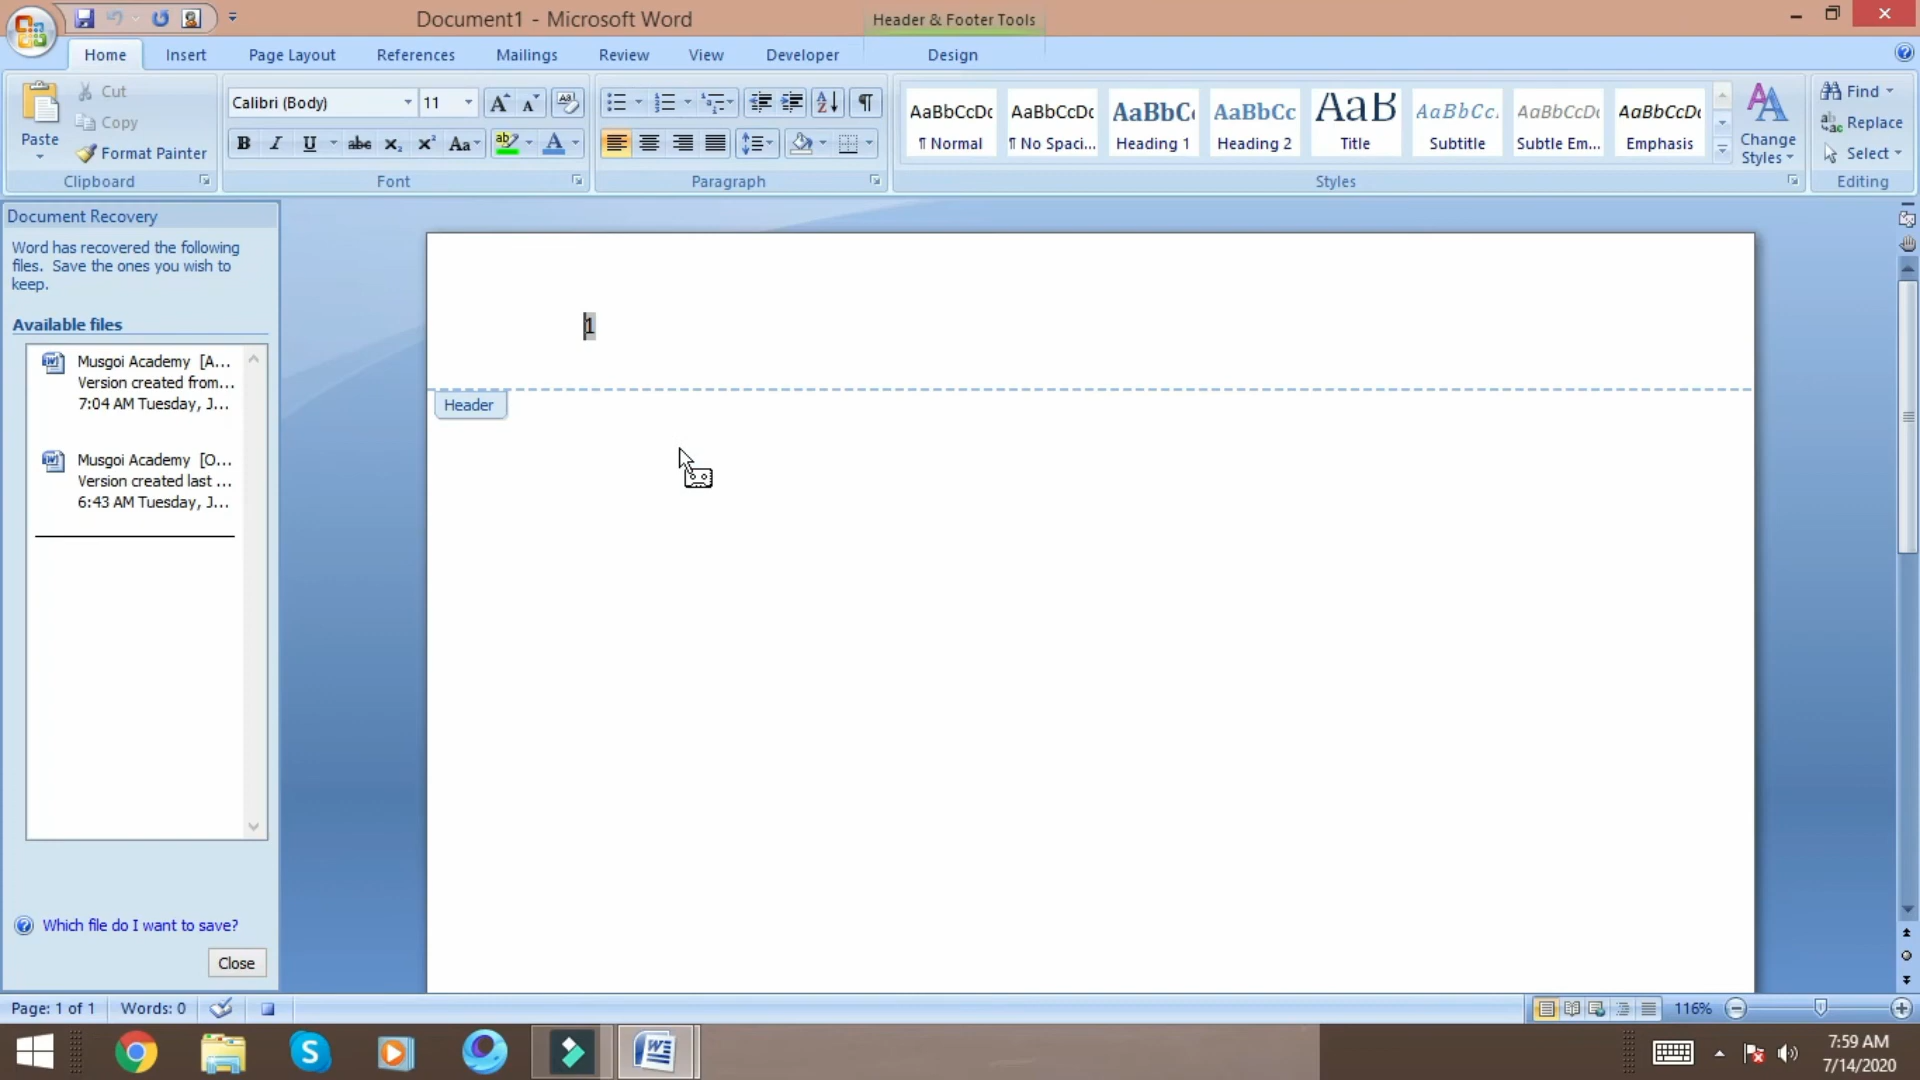 Document1 - Microsoft Word
Header & Footer Tools
Home
Insert
Page Layout
References
Mailings
Review
View
Developer
Design
Paste
Cut
Copy
Format Painter
Clipboard
Calibri (Body)
11
Font
Paragraph
AaBbCcDc
¶ Normal
AaBbCcDc
¶ No Spaci...
AaBbC
Heading 1
AaBbCc
Heading 2
AaB
Title
AaBbCc.
Subtitle
AaBbCcDc
Subtle Em...
AaBbCcDc
Emphasis
Change
Styles
Styles
Find
Replace
Select
Editing
Document Recovery
Word has recovered the following
files. Save the ones you wish to
keep.
Available files
Musgoi Academy [A...
Version created from...
7:04 AM Tuesday, J...
Musgoi Academy [O...
Version created last ...
6:43 AM Tuesday, J...
Which file do I want to save?
Close
1
Header
Page: 1 of 1
Words: 0
116%
7:59 AM
7/14/2020